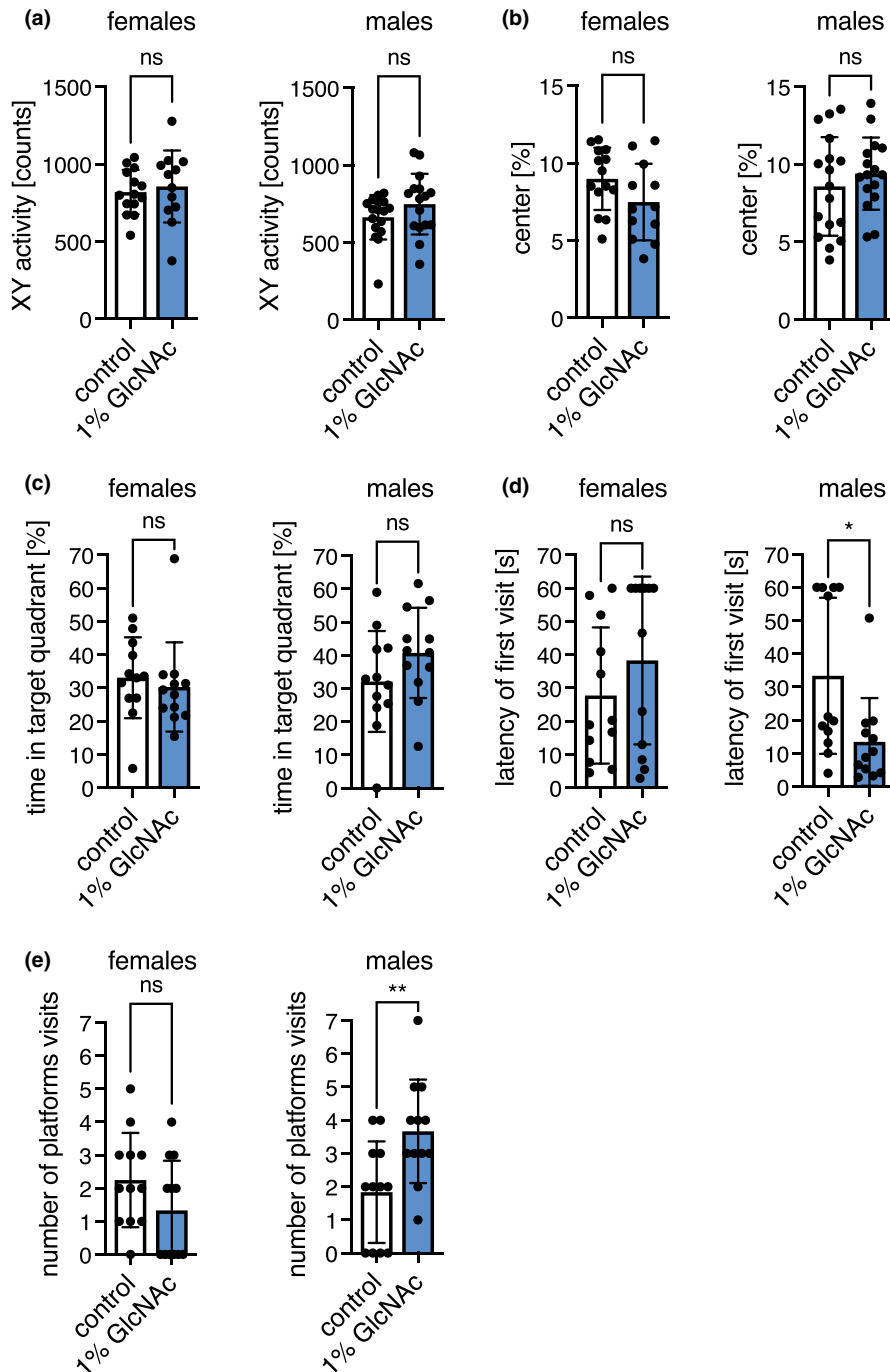 (a) females males
ns ns
XY activity [counts]
1500
1000
500
0
control
1% GlcNAc
XY activity [counts]
1500
1000
500
0
control
1% GlcNAc
(b) females males
ns ns
center [%]
15
10
5
0
control
1% GlcNAc
center [%]
15
10
5
0
control
1% GlcNAc
(c) females males
ns ns
time in target quadrant [%]
70
60
50
40
30
20
10
0
control
1% GlcNAc
time in target quadrant [%]
70
60
50
40
30
20
10
0
control
1% GlcNAc
(d) females males
ns *
latency of first visit [s]
70
60
50
40
30
20
10
0
control
1% GlcNAc
latency of first visit [s]
70
60
50
40
30
20
10
0
control
1% GlcNAc
(e) females males
ns **
number of platforms visits
7
6
5
4
3
2
1
0
control
1% GlcNAc
number of platforms visits
7
6
5
4
3
2
1
0
control
1% GlcNAc